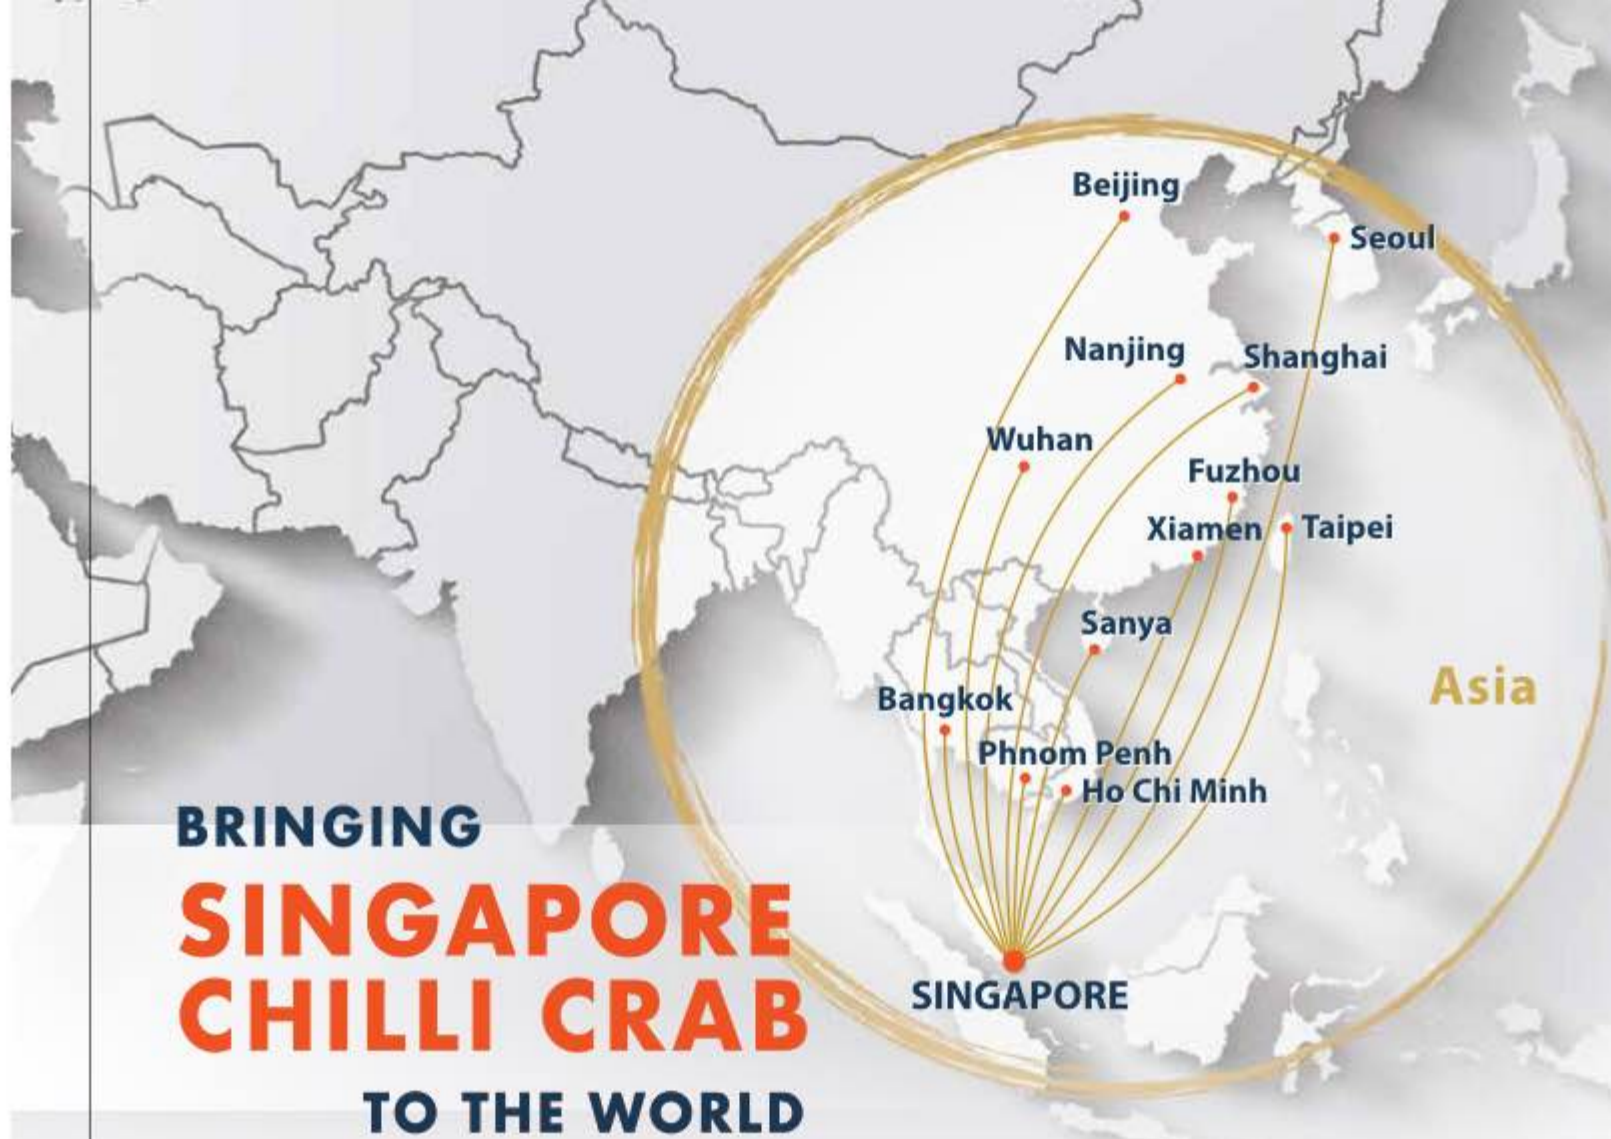 Beijing
Seoul
Nanjing
Shanghai
Wuhan
Fuzhou
Xiamen
Taipei
Sanya
Asia
Bangkok
Phnom Penh
Ho Chi Minh
SINGAPORE
BRINGING
SINGAPORE
CHILLI CRAB
TO THE WORLD